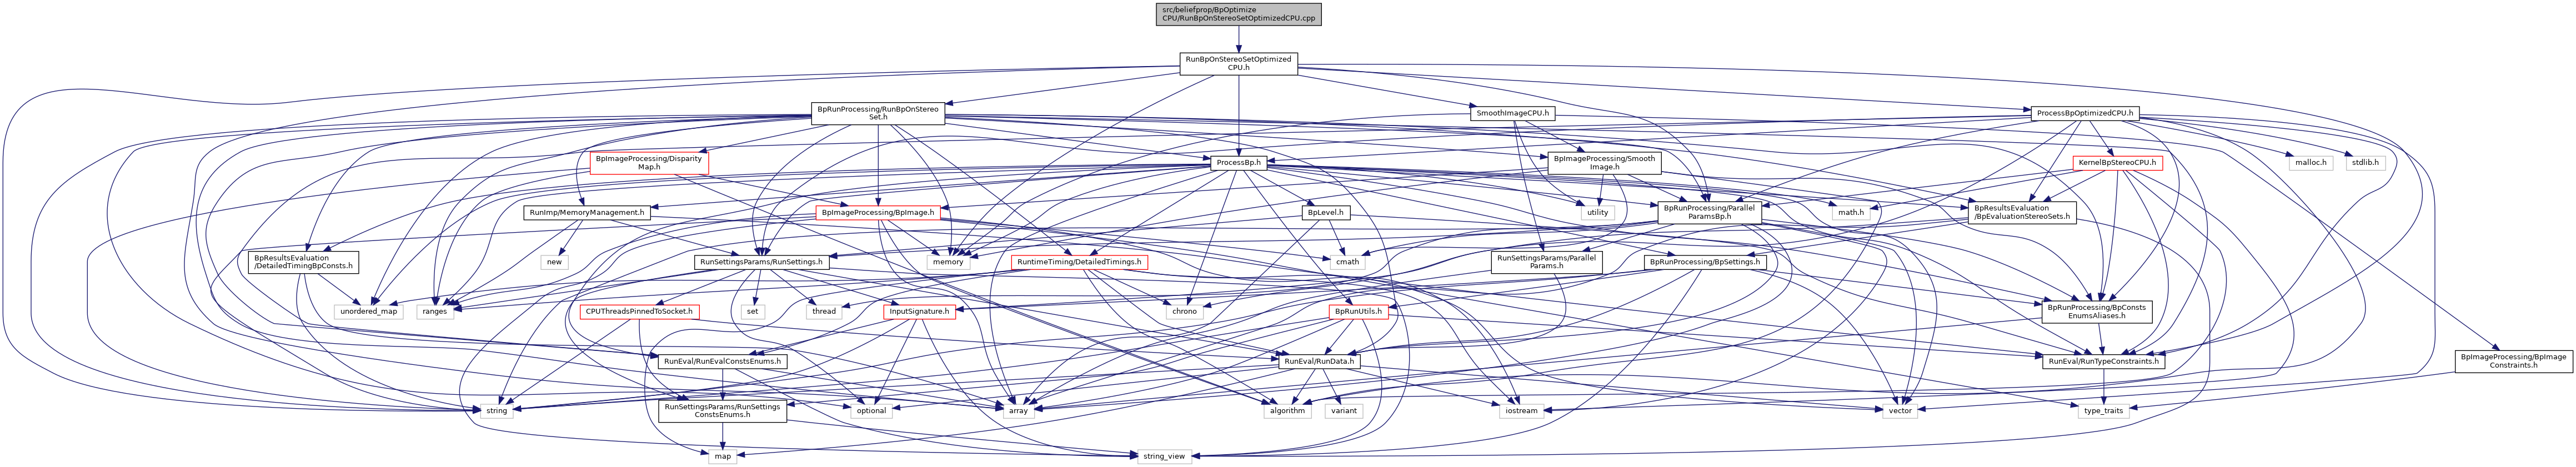 src/beliefprop/BpOptimize
CPU/RunBpOnStereoSetOptimizedCPU.cpp
RunBpOnStereoSetOptimized
CPU.h
BpRunProcessing/RunBpOnStereo
Set.h
SmoothImageCPU.h
ProcessBpOptimizedCPU.h
BpImageProcessing/Disparity
Map.h
ProcessBp.h
BpImageProcessing/Smooth
Image.h
KernelBpStereoCPU.h
malloc.h
stdlib.h
RunImp/MemoryManagement.h
BpImageProcessing/BpImage.h
BpLevel.h
utility
BpRunProcessing/Parallel
ParamsBp.h
math.h
BpResultsEvaluation
/BpEvaluationStereoSets.h
BpResultsEvaluation
/DetailedTimingBpConsts.h
new
RunSettingsParams/RunSettings.h
memory
RuntimeTiming/DetailedTimings.h
cmath
RunSettingsParams/Parallel
Params.h
BpRunProcessing/BpSettings.h
unordered_map
ranges
CPUThreadsPinnedToSocket.h
set
thread
InputSignature.h
chrono
BpRunUtils.h
BpRunProcessing/BpConsts
EnumsAliases.h
RunEval/RunEvalConstsEnums.h
RunEval/RunData.h
RunEval/RunTypeConstraints.h
BpImageProcessing/BpImage
Constraints.h
string
RunSettingsParams/RunSettings
ConstsEnums.h
optional
array
algorithm
variant
iostream
vector
type_traits
map
string_view